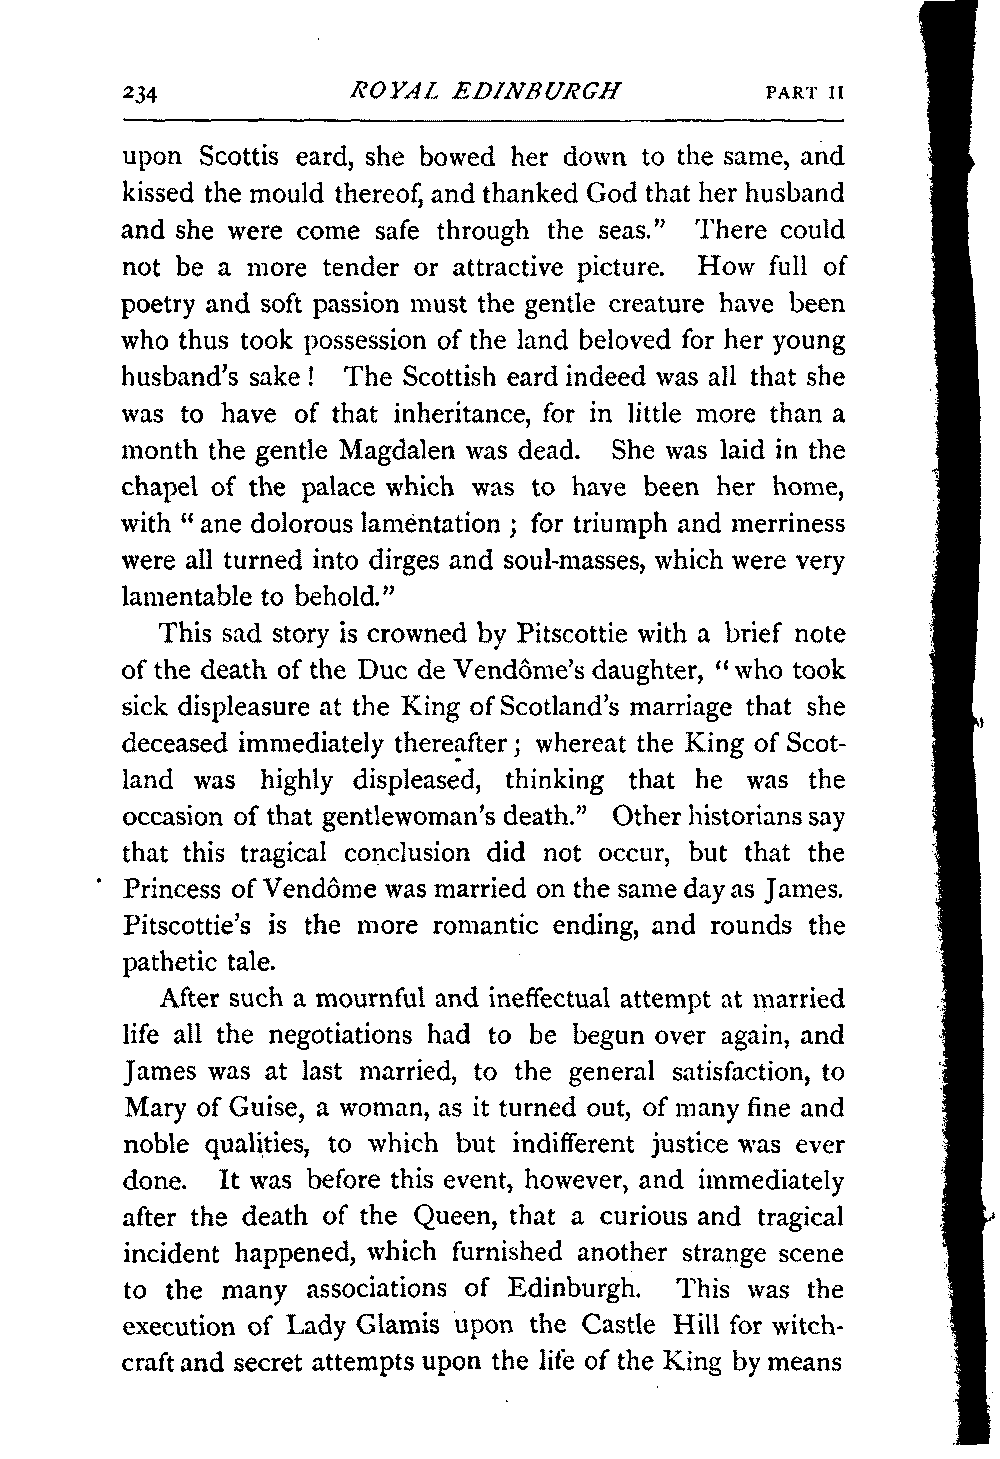 234 ROYAL EDINBURGH PART II
upon Scottis eard, she bowed her down to the same, and
kissed the mould thereof, and thanked God that her husband
and she were come safe through the seas.” There could
not be a more tender or attractive picture. How full of
poetry and soft passion must the gentle creature have been
who thus took possession of the land beloved for her young
husband’s sake ! The Scottish eard indeed was all that she
was to have of that inheritance, for in little more than a
month the gentle Magdalen was dead. She was laid in the
chapel of the palace which was to have been her home,
with “ ane dolorous lamentation ; for triumph and merriness
were all turned into dirges and soul-masses, which were very
lamentable to behold.”
This sad story is crowned by Pitscottie with a brief note
of the death of the Duc de Vendôme’s daughter, “ who took
sick displeasure at the King of Scotland’s marriage that she
deceased immediately thereafter ; whereat the King of Scot-
land was highly displeased, thinking that he was the
occasion of that gentlewoman’s death.” Other historians say
that this tragical conclusion did not occur, but that the
Princess of Vendôme was married on the same day as James.
Pitscottie’s is the more romantic ending, and rounds the
pathetic tale.
After such a mournful and ineffectual attempt at married
life all the negotiations had to be begun over again, and
James was at last married, to the general satisfaction, to
Mary of Guise, a woman, as it turned out, of many fine and
noble qualities, to which but indifferent justice was ever
done. It was before this event, however, and immediately
after the death of the Queen, that a curious and tragical
incident happened, which furnished another strange scene
to the many associations of Edinburgh. This was the
execution of Lady Glamis upon the Castle Hill for witch-
craft and secret attempts upon the life of the King by means